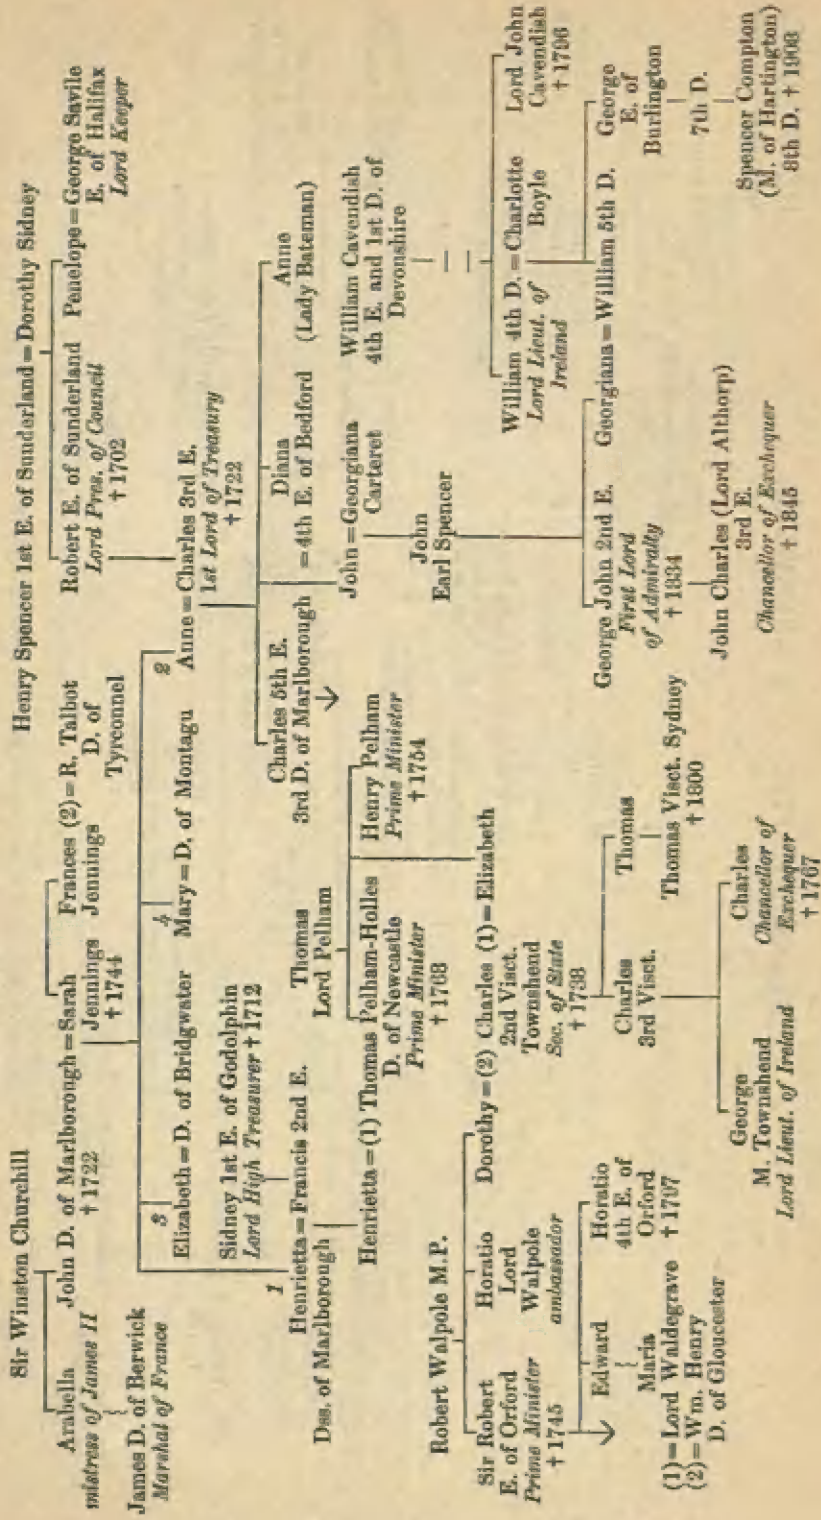 Sir Winston Churchill
Henry Spencer 1st E. of Sunderland = Dorothy Sidney
Arabella
mistress of James II
John D. of Marlborough = Sarah
† 1722
Jennings
† 1744
Frances (2) = R. Talbot
Jennings
D. of
Tyrconnel
Robert E. of Sunderland
Lord Pres. of Council
† 1702
Penelope = George Savile
E. of Halifax
Lord Keeper
James D. of Berwick
Marshal of France
3
Elizabeth = D. of Bridgwater
4
Mary = D. of Montagu
2
Anne = Charles 3rd E.
1st Lord of Treasury
† 1722
Sidney 1st E. of Godolphin
Lord High Treasurer † 1712
1
Henrietta = Francis 2nd E.
Dss. of Marlborough
Thomas
Lord Pelham
Charles 5th E.
3rd D. of Marlborough
Diana
= 4th E. of Bedford
Anne
(Lady Bateman)
John = Georgiana
Carteret
William Cavendish
4th E. and 1st D. of
Devonshire
Henrietta = (1) Thomas Pelham-Holles
D. of Newcastle
Prime Minister
† 1768
Henry Pelham
Prime Minister
† 1754
John
Earl Spencer
Robert Walpole M.P.
Sir Robert
E. of Orford
Prime Minister
† 1745
Horatio
Lord
Walpole
ambassador
Dorothy = (2) Charles (1) = Elizabeth
2nd Visct.
Townshend
Sec. of State
† 1738
William 4th D. = Charlotte
Lord Lieut. of
Ireland
Boyle
Lord John
Cavendish
† 1796
Edward
Maria
(1) = Lord Waldegrave
(2) = Wm. Henry
D. of Gloucester
Horatio
4th E. of
Orford
† 1797
Charles
3rd Visct.
Thomas
Thomas Visct. Sydney
† 1800
George John 2nd E.
First Lord
of Admiralty
† 1834
Georgiana = William 5th D.
George
E. of
Burlington
7th D.
George
M. Townshend
Lord Lieut. of Ireland
Charles
Chancellor of
Exchequer
† 1767
John Charles (Lord Althorp)
3rd E.
Chancellor of Exchequer
† 1845
Spencer Compton
(M. of Hartington)
8th D. † 1908